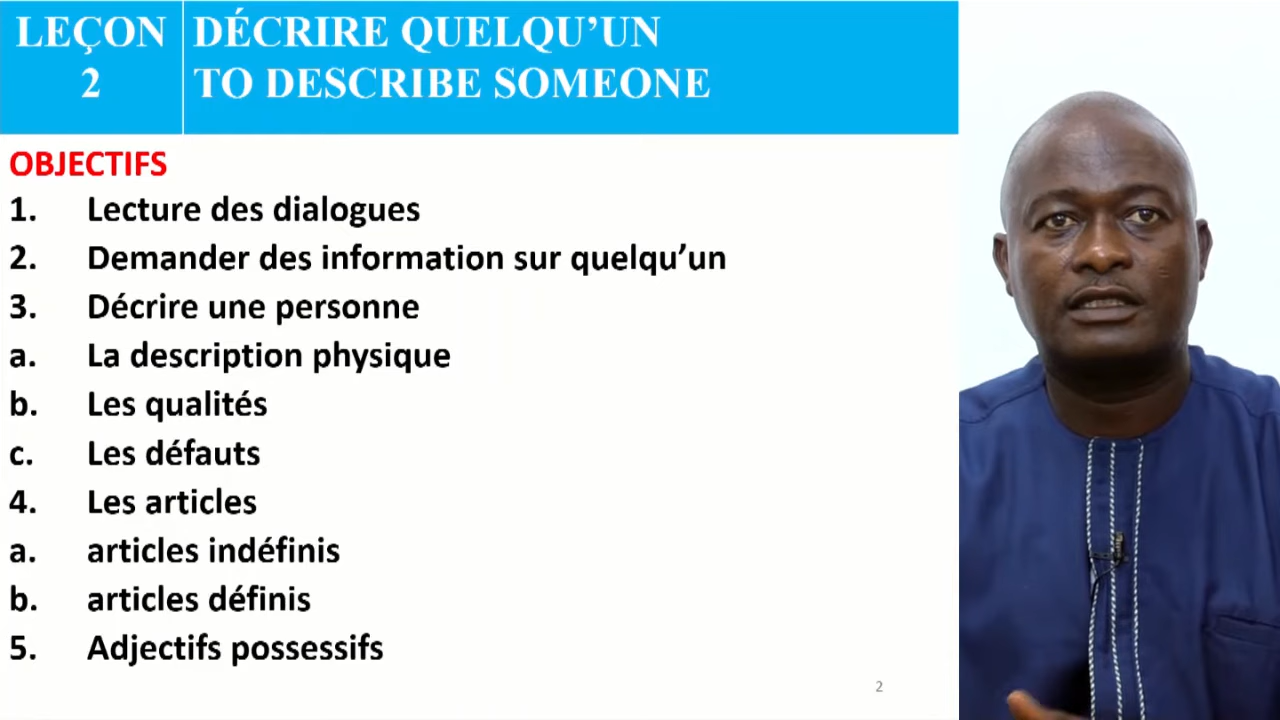 LEÇON
2
DÉCRIRE QUELQU’UN
TO DESCRIBE SOMEONE
OBJECTIFS
1. Lecture des dialogues
2. Demander des information sur quelqu’un
3. Décrire une personne
a. La description physique
b. Les qualités
c. Les défauts
4. Les articles
a. articles indéfinis
b. articles définis
5. Adjectifs possessifs
2